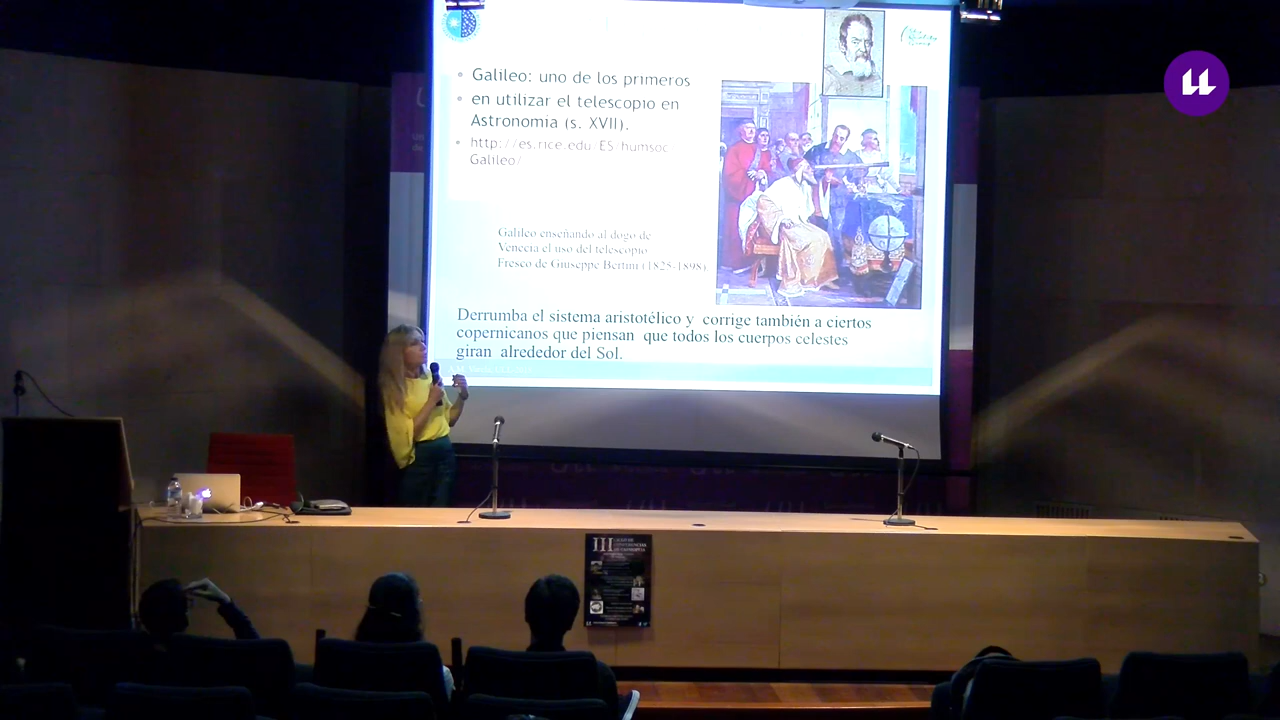 • Galileo: uno de los primeros
• en utilizar el telescopio en
Astronomía (s. XVII).
• http://es.rice.edu/ES/humsoc/
Galileo/
Galileo enseñando al dogo de
Venecia el uso del telescopio
Fresco de Giuseppe Bertini (1825-1898)
Derrumba el sistema aristotélico y corrige también a ciertos
copernicanos que piensan que todos los cuerpos celestes
giran alrededor del Sol.
III